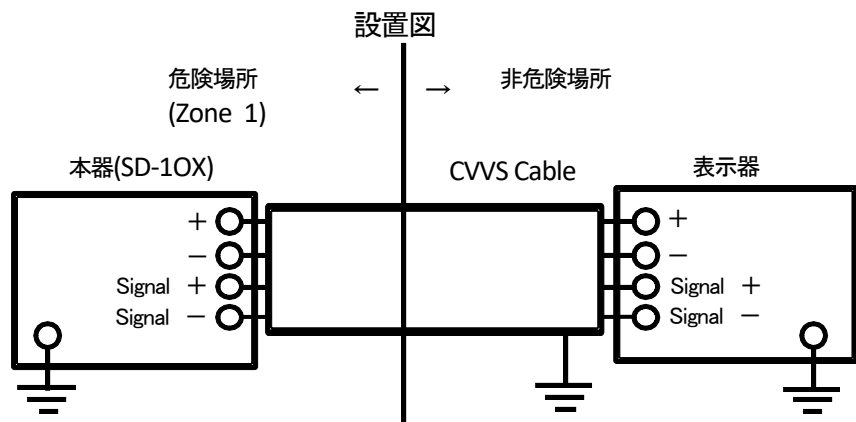 設置図
危険場所
(Zone 1)
← →
非危険場所
本器(SD-1OX)
CVVS Cable
表示器
+
−
Signal +
Signal −
+
−
Signal +
Signal −